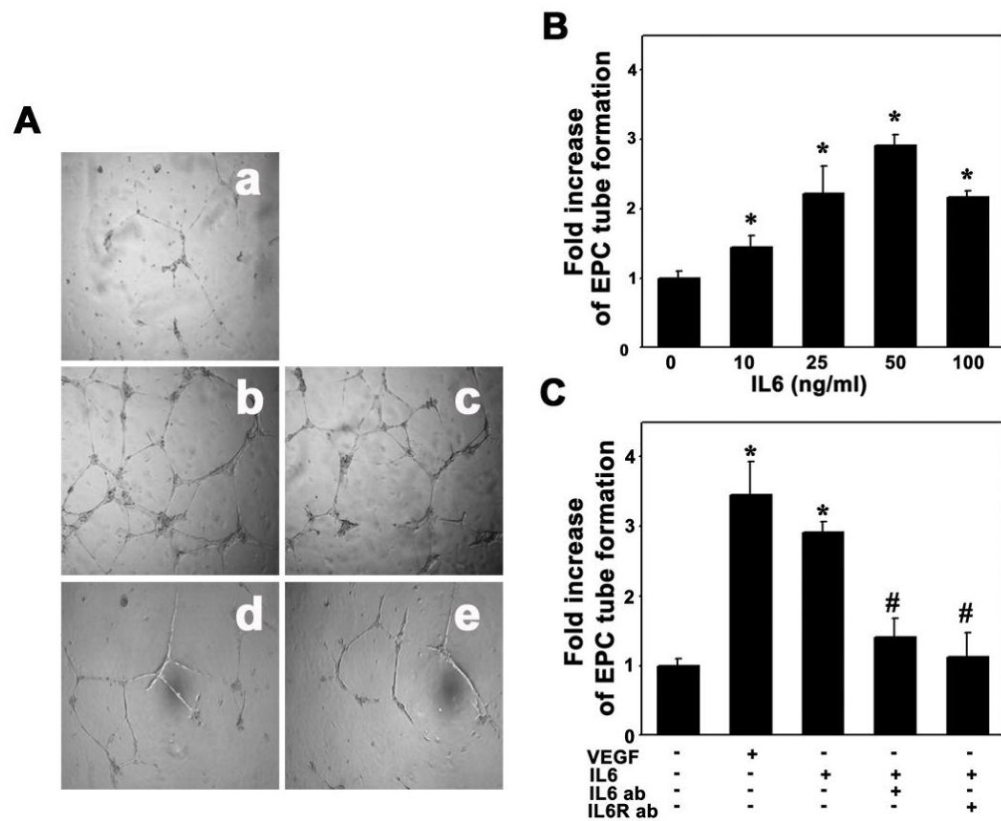 A
a
b
c
d
e
B
Fold increase
of EPC tube formation
4
3
2
1
0
*
*
*
*
0 10 25 50 100
IL6 (ng/ml)
C
Fold increase
of EPC tube formation
4
3
2
1
0
*
*
#
#
VEGF - + - - -
IL6 - - + + +
IL6 ab - - - + -
IL6R ab - - - - +